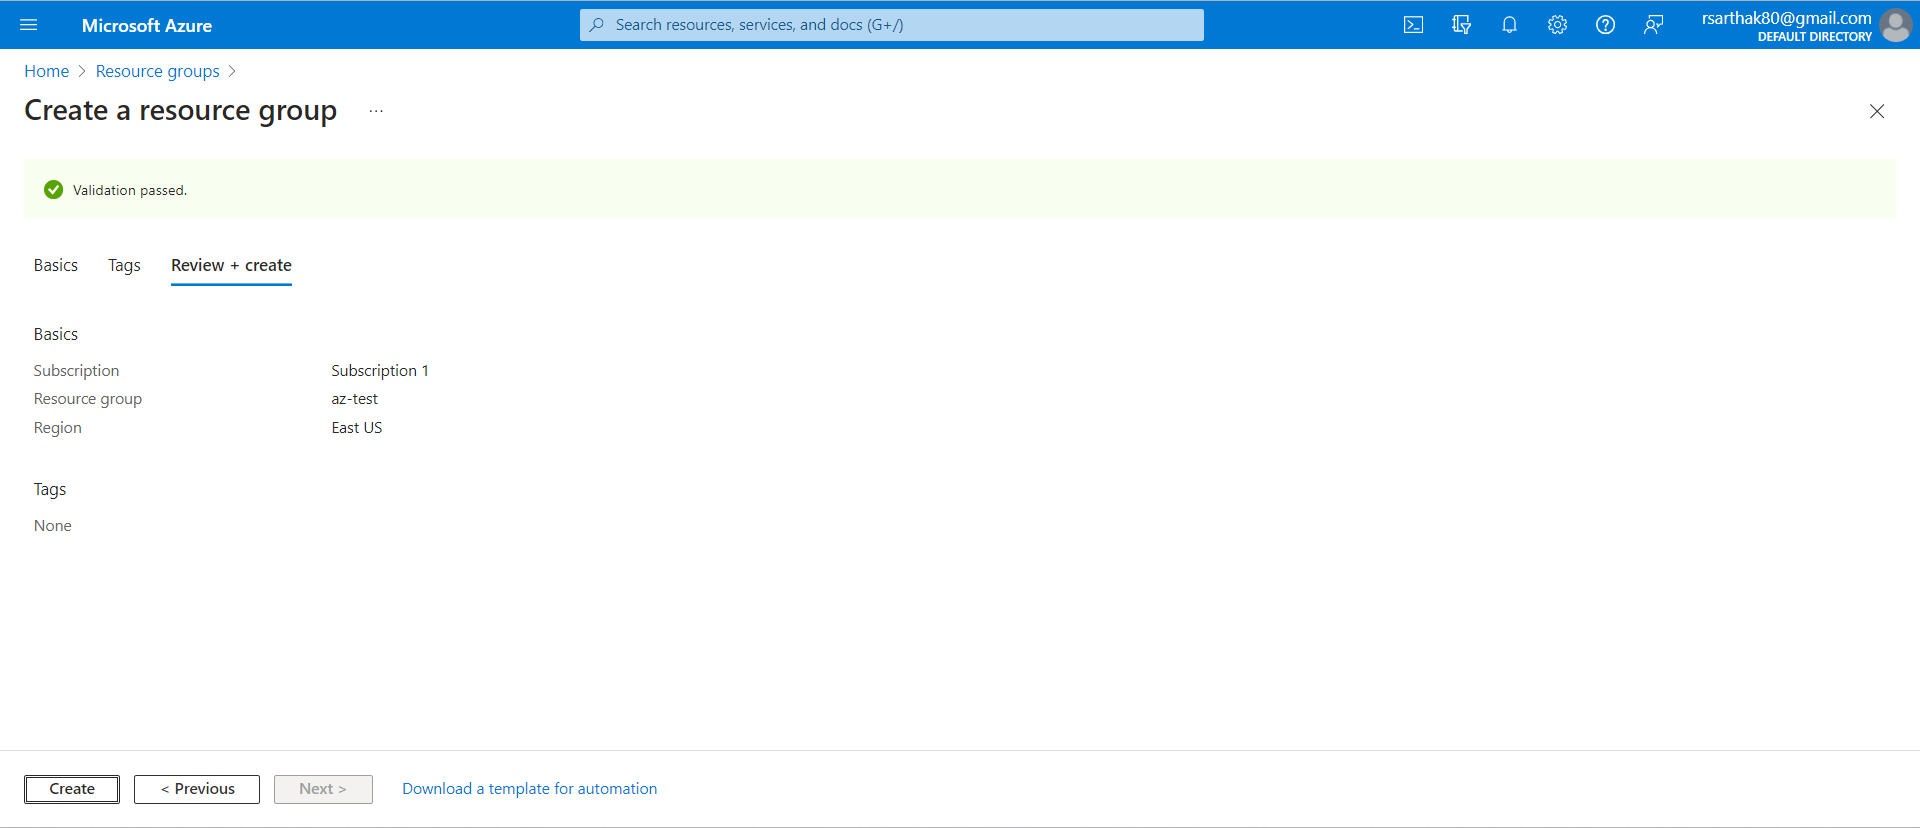 Microsoft Azure
Search resources, services, and docs (G+/)
rsarthak80@gmail.com
DEFAULT DIRECTORY
Home > Resource groups >
Create a resource group ...
Validation passed.
Basics Tags Review + create
Basics
Subscription Subscription 1
Resource group az-test
Region East US
Tags
None
Create < Previous Next > Download a template for automation